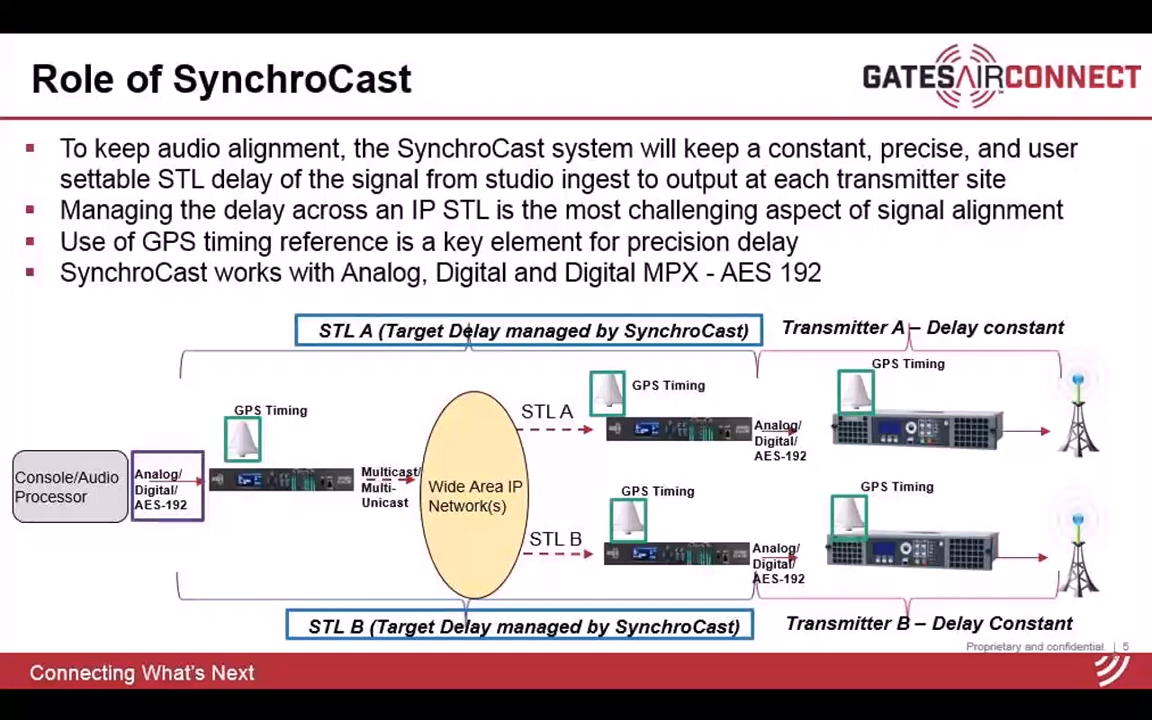 Role of SynchroCast
GATESAIRCONNECT
To keep audio alignment, the SynchroCast system will keep a constant, precise, and user
settable STL delay of the signal from studio ingest to output at each transmitter site
Managing the delay across an IP STL is the most challenging aspect of signal alignment
Use of GPS timing reference is a key element for precision delay
SynchroCast works with Analog, Digital and Digital MPX - AES 192
STL A (Target Delay managed by SynchroCast)
Transmitter A – Delay constant
GPS Timing
GPS Timing
GPS Timing
STL A
Analog/
Digital/
AES-192
Console/Audio
Processor
Analog/
Digital/
AES-192
Multicast/
Multi-
Unicast
Wide Area IP
Network(s)
GPS Timing
GPS Timing
STL B
Analog/
Digital/
AES-192
STL B (Target Delay managed by SynchroCast)
Transmitter B – Delay Constant
Proprietary and confidential. | 5
Connecting What's Next